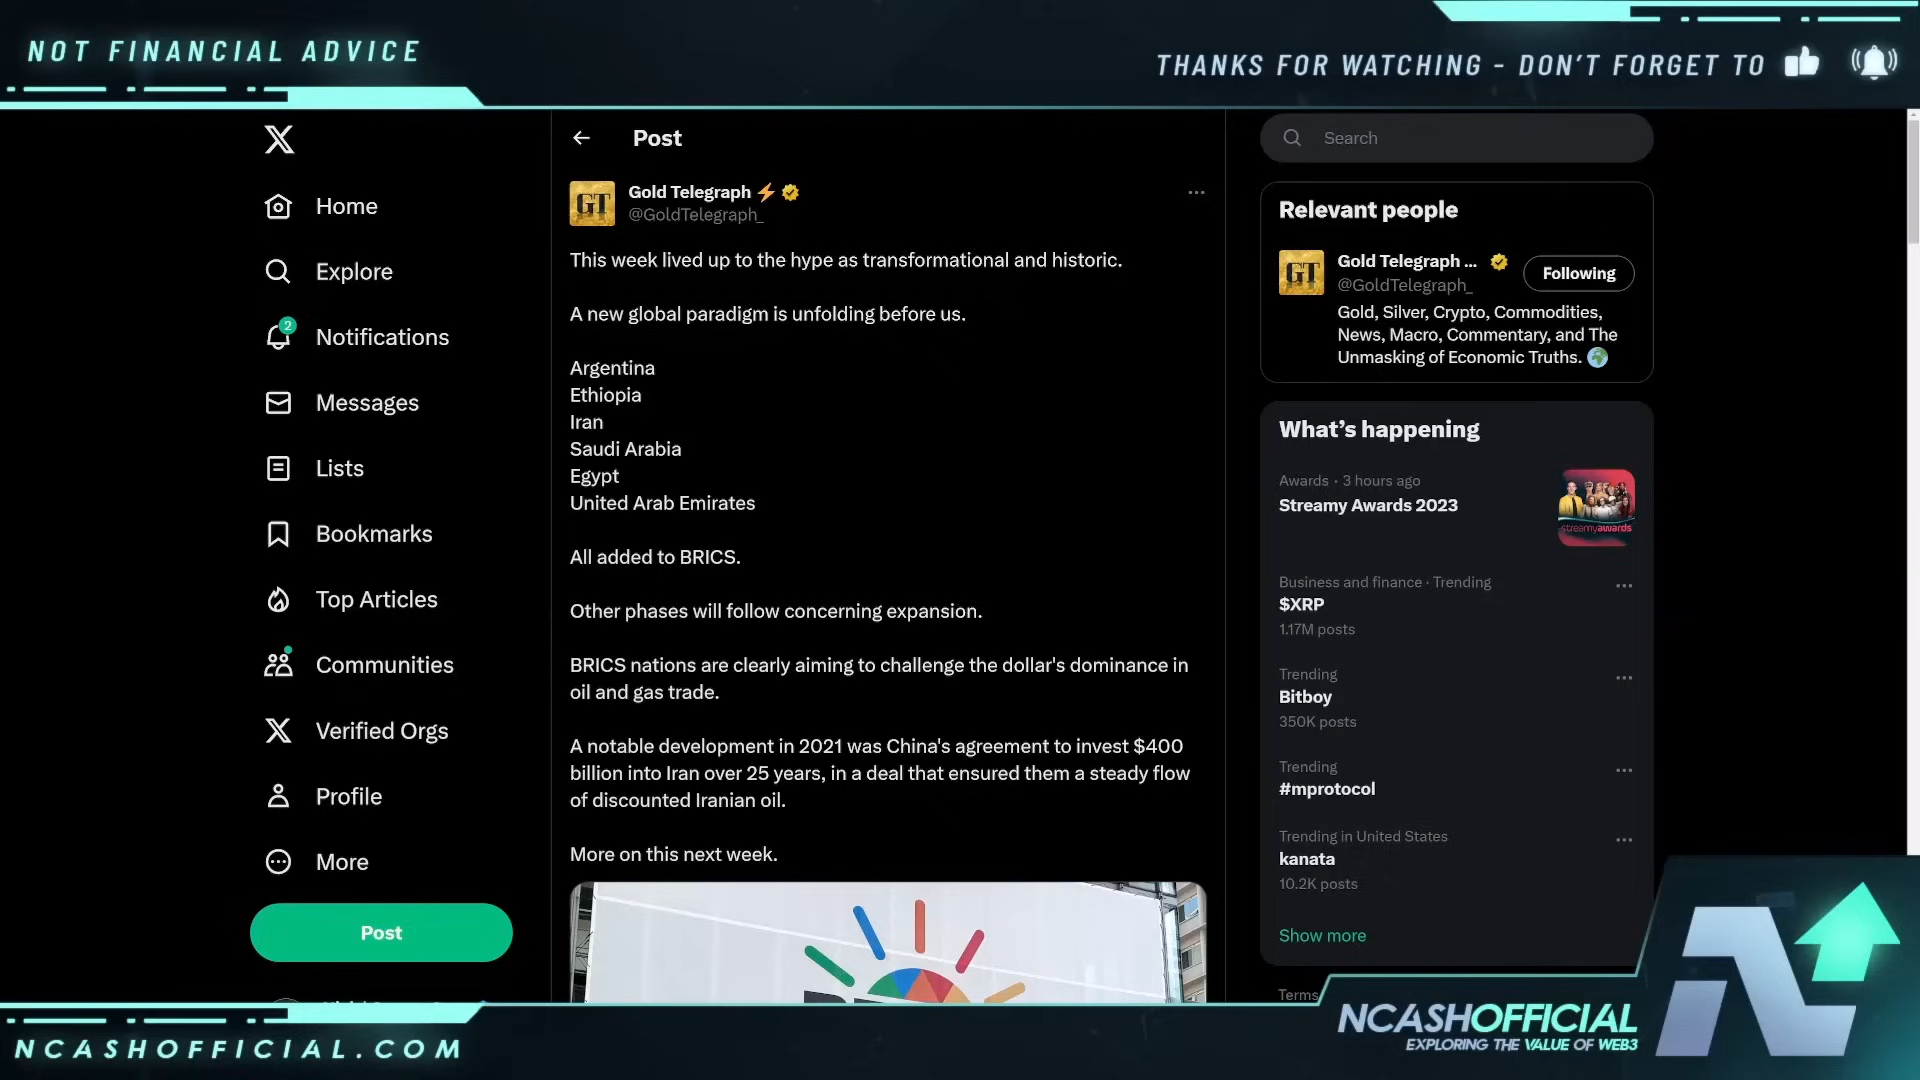 NOT FINANCIAL ADVICE
THANKS FOR WATCHING - DON'T FORGET TO
Home
Explore
2
Notifications
Messages
Lists
Bookmarks
Top Articles
Communities
Verified Orgs
Profile
More
Post
Post
GT
Gold Telegraph
@GoldTelegraph_
This week lived up to the hype as transformational and historic.
A new global paradigm is unfolding before us.
Argentina
Ethiopia
Iran
Saudi Arabia
Egypt
United Arab Emirates
All added to BRICS.
Other phases will follow concerning expansion.
BRICS nations are clearly aiming to challenge the dollar's dominance in
oil and gas trade.
A notable development in 2021 was China's agreement to invest $400
billion into Iran over 25 years, in a deal that ensured them a steady flow
of discounted Iranian oil.
More on this next week.
Search
Relevant people
GT
Gold Telegraph ...
Following
@GoldTelegraph_
Gold, Silver, Crypto, Commodities,
News, Macro, Commentary, and The
Unmasking of Economic Truths.
What's happening
Awards · 3 hours ago
Streamy Awards 2023
streamyawards
Business and finance · Trending
$XRP
1.17M posts
Trending
Bitboy
350K posts
Trending
#mprotocol
Trending in United States
kanata
10.2K posts
Show more
Terms
NCASHOFFICIAL.COM
NCASHOFFICIAL
EXPLORING THE VALUE OF WEB3